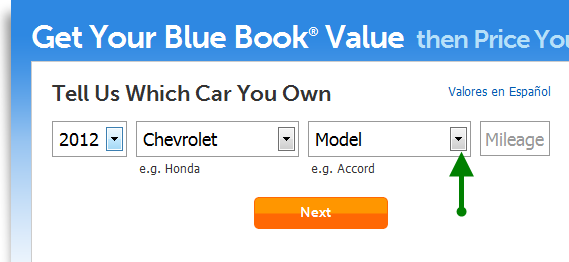 Get Your Blue Book® Value then Price You
Tell Us Which Car You Own Valores en Español
2012 Chevrolet Model Mileage
e.g. Honda e.g. Accord
Next